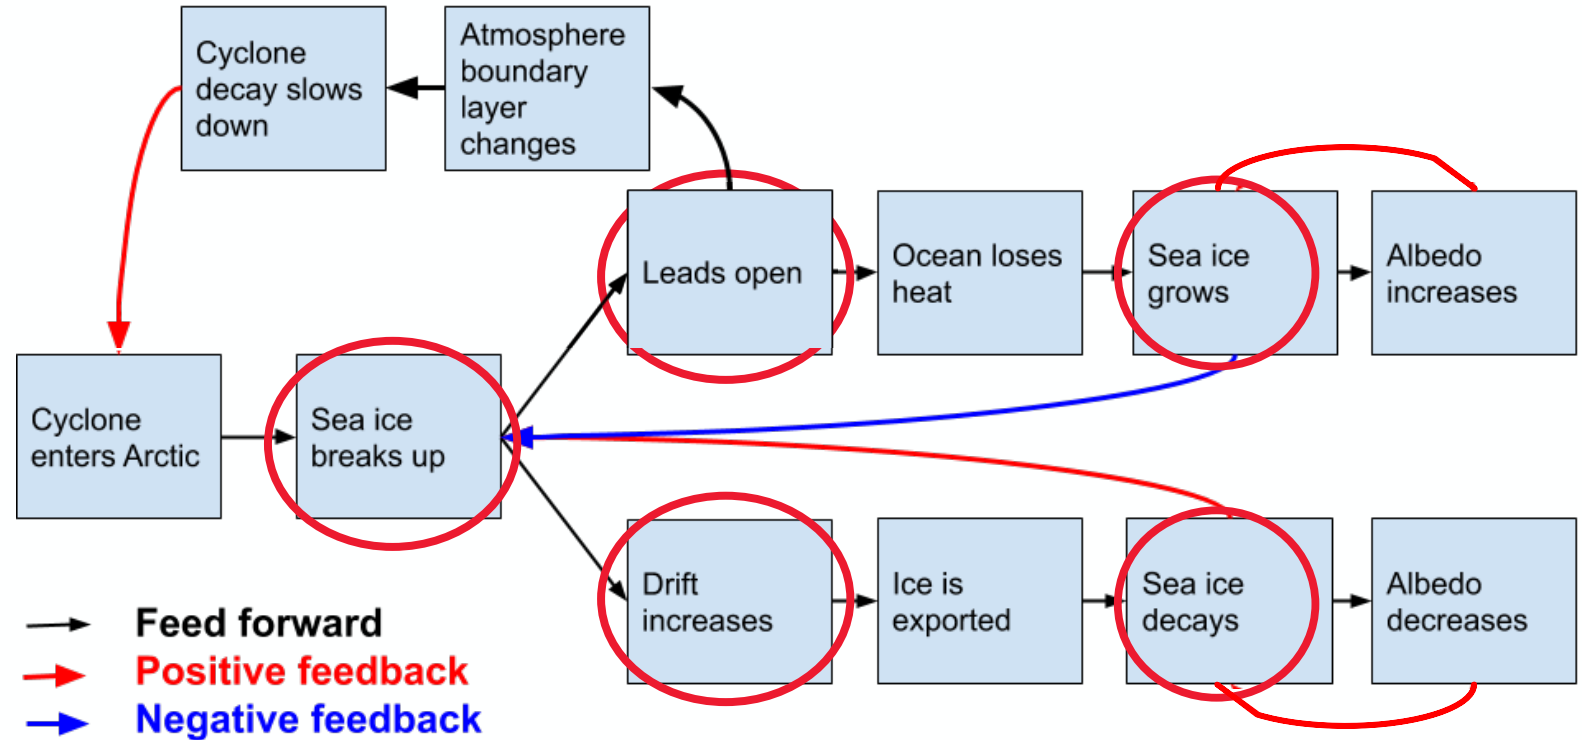 Cyclone
decay slows
down
Atmosphere
boundary
layer
changes
Leads open
Ocean loses
heat
Sea ice
grows
Albedo
increases
Cyclone
enters Arctic
Sea ice
breaks up
Drift
increases
Ice is
exported
Sea ice
decays
Albedo
decreases
Feed forward
Positive feedback
Negative feedback